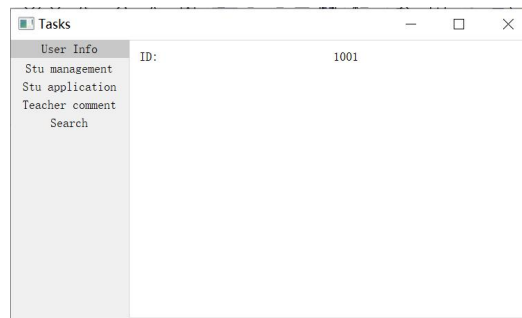 Tasks
User Info
Stu management
Stu application
Teacher comment
Search
ID: 1001